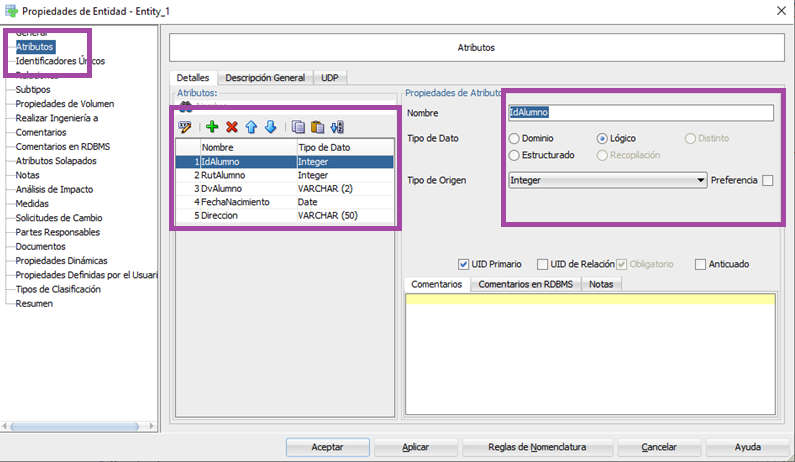 Propiedades de Entidad - Entity_1
General
Atributos
Identificadores Únicos
Relaciones
Subtipos
Propiedades de Volumen
Realizar Ingeniería a
Comentarios
Comentarios en RDBMS
Atributos Solapados
Notas
Análisis de Impacto
Medidas
Solicitudes de Cambio
Partes Responsables
Documentos
Propiedades Dinámicas
Propiedades Definidas por el Usuari
Tipos de Clasificación
Resumen
Atributos
Detalles Descripción General UDP
Atributos:
Nombre Tipo de Dato
1 IdAlumno Integer
2 RutAlumno Integer
3 DvAlumno VARCHAR (2)
4 FechaNacimiento Date
5 Direccion VARCHAR (50)
Propiedades de Atributo
Nombre IdAlumno
Tipo de Dato Dominio Lógico Distinto
Estructurado Recopilación
Tipo de Origen Integer Preferencia
UID Primario UID de Relación Obligatorio Anticuado
Comentarios Comentarios en RDBMS Notas
Aceptar Aplicar Reglas de Nomenclatura Cancelar Ayuda